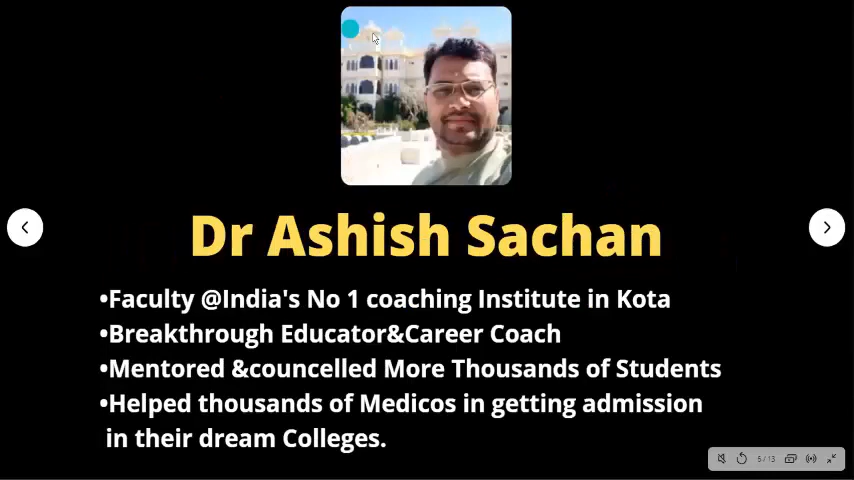 Dr Ashish Sachan
•Faculty @India's No 1 coaching Institute in Kota
•Breakthrough Educator&Career Coach
•Mentored &councelled More Thousands of Students
•Helped thousands of Medicos in getting admission
in their dream Colleges.
5 / 13